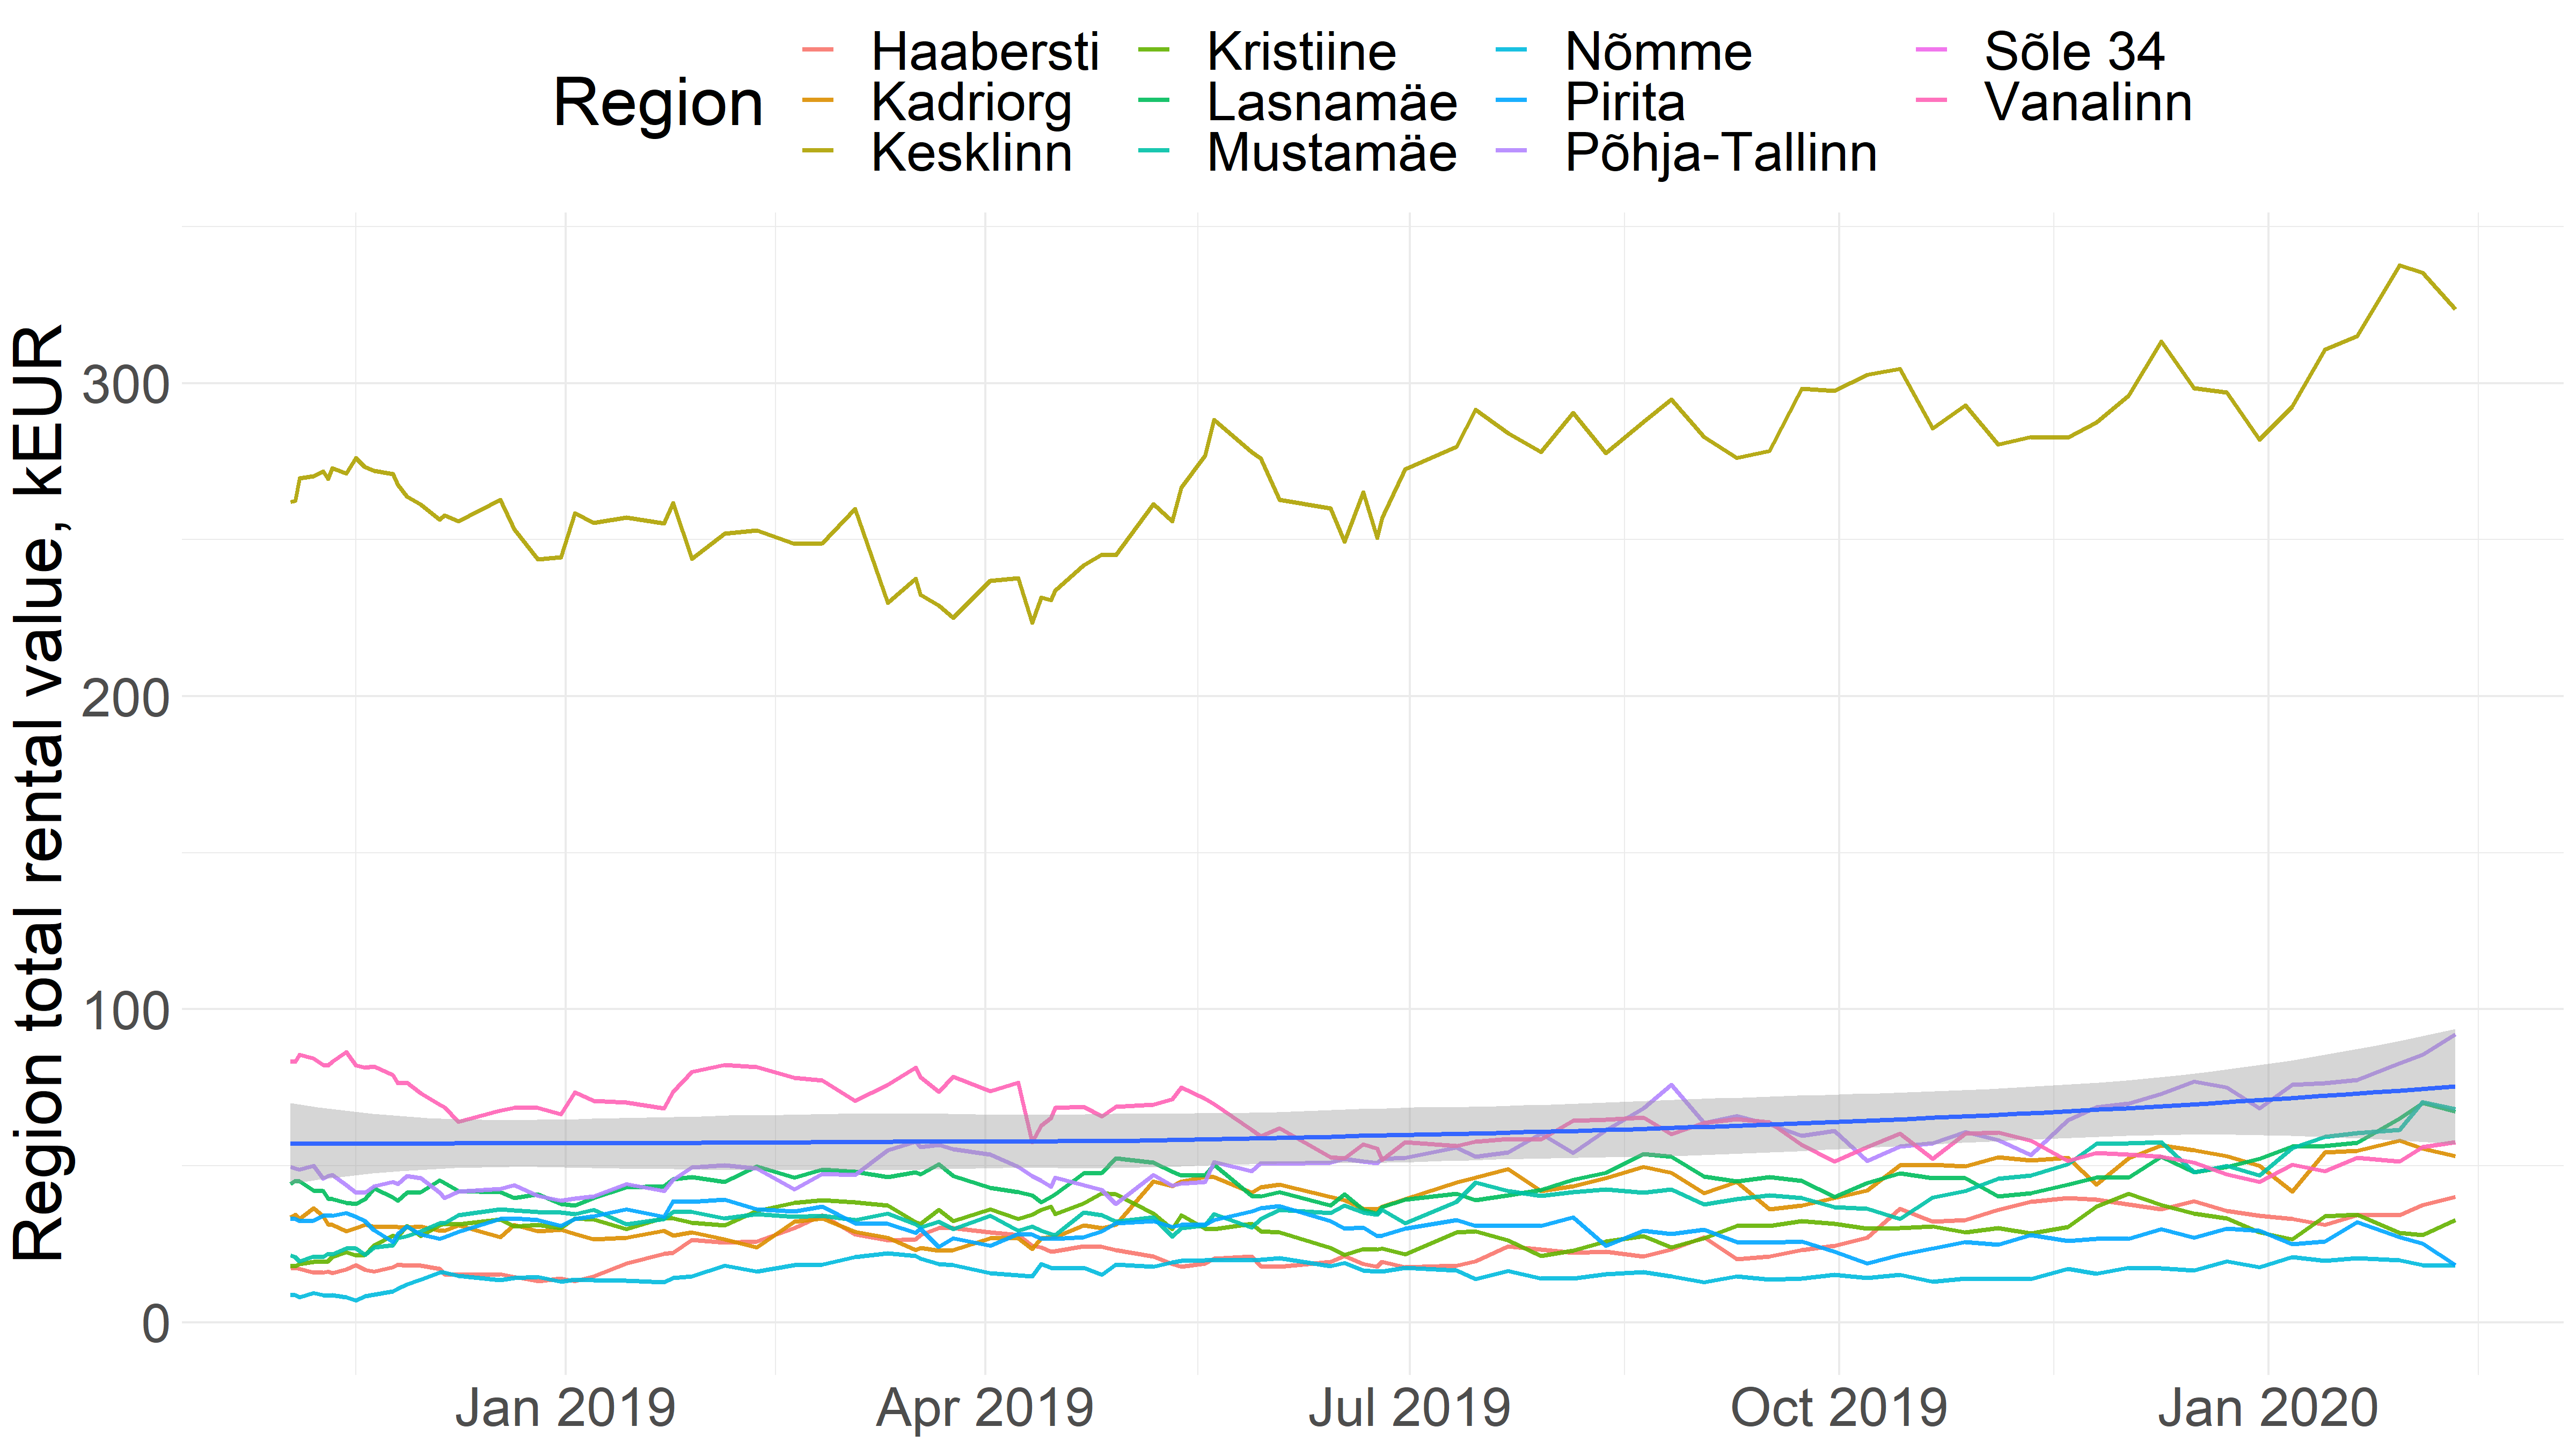 Region
Haabersti
Kadriorg
Kesklinn
Kristiine
Lasnamäe
Mustamäe
Nõmme
Pirita
Põhja-Tallinn
Sõle 34
Vanalinn
Region total rental value, kEUR
300
200
100
0
Jan 2019
Apr 2019
Jul 2019
Oct 2019
Jan 2020